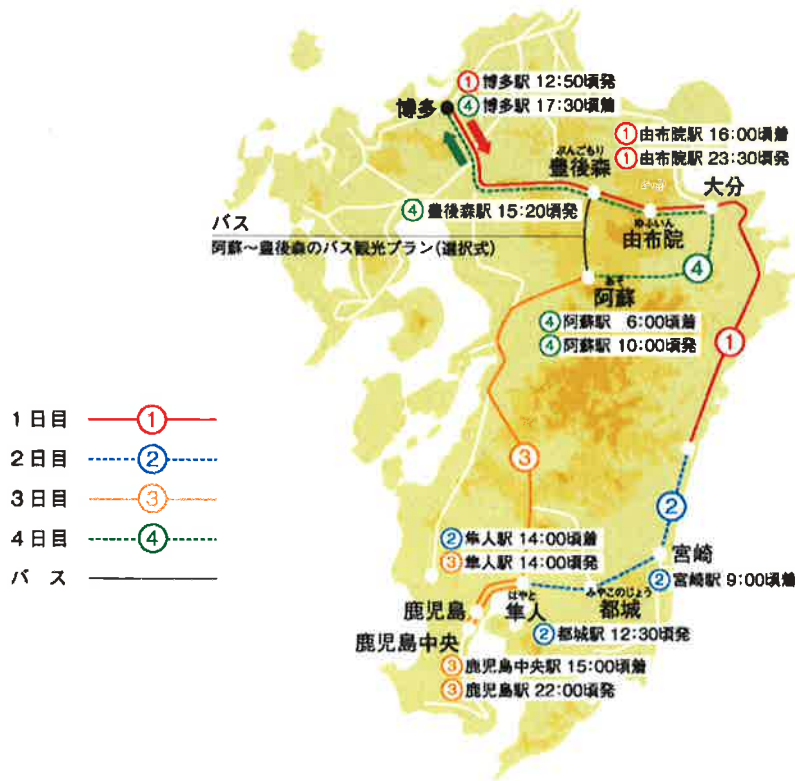 ①博多駅 12:50頃発
④博多駅 17:30頃着
博多
①由布院駅 16:00頃着
①由布院駅 23:30頃発
ぶんごもり
豊後森
大分
④豊後森駅 15:20頃発
ゆふいん
由布院
バス
阿蘇～豊後森のバス観光プラン(選択式)
④
あそ
阿蘇
④阿蘇駅 6:00頃着
④阿蘇駅 10:00頃発
①
1日目 ①
2日目 ②
3日目 ③
4日目 ④
バス
③
②
②隼人駅 14:00頃着
③隼人駅 14:00頃発
宮崎
②宮崎駅 9:00頃着
はやと
隼人
みやこのじょう
都城
②都城駅 12:30頃発
鹿児島
鹿児島中央
③鹿児島中央駅 15:00頃着
③鹿児島駅 22:00頃発